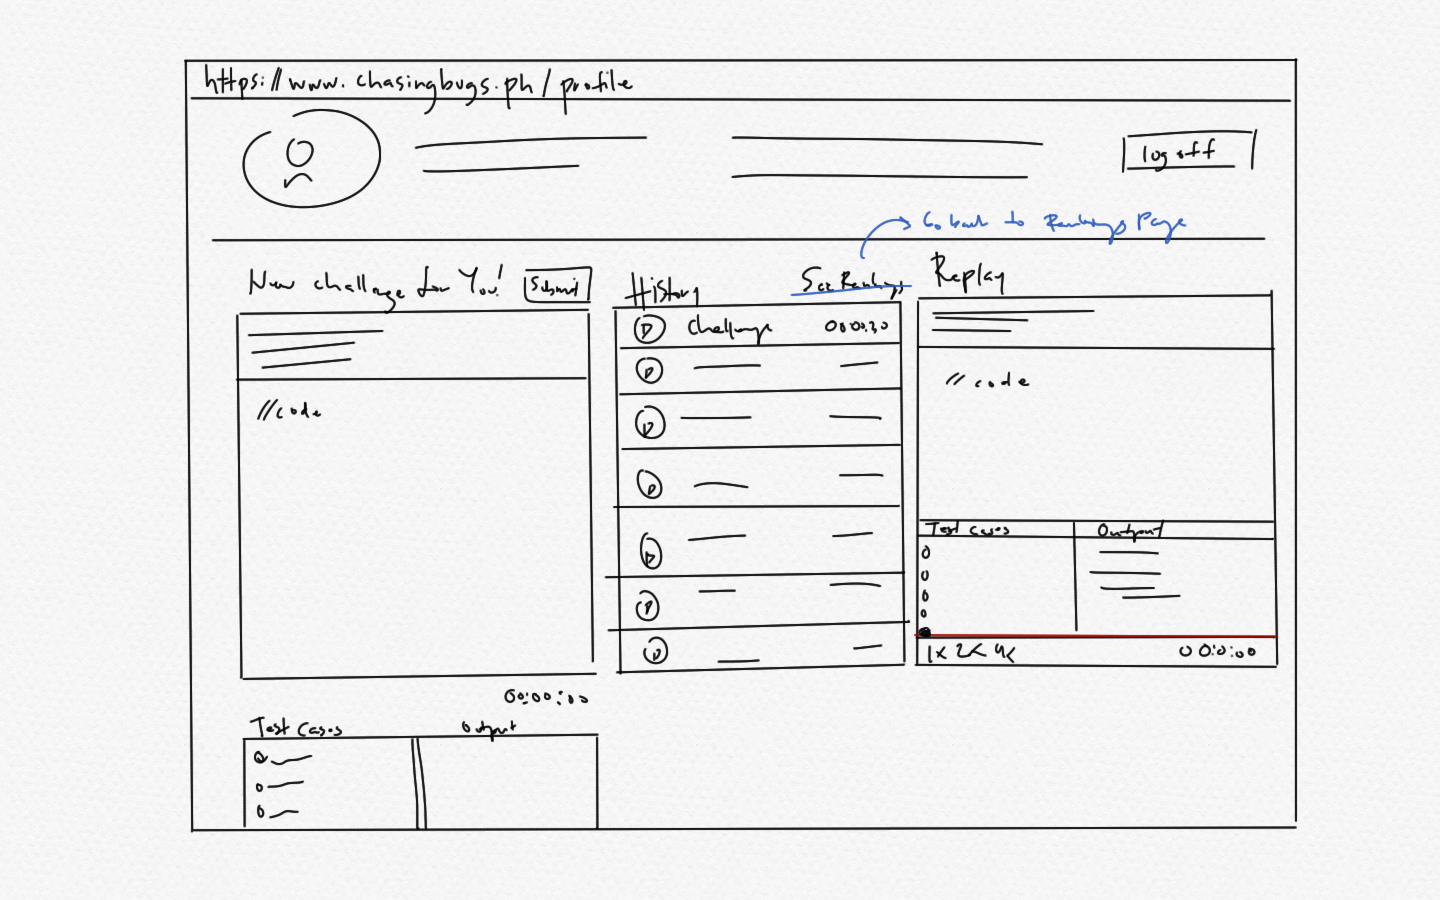 https://www.chasingbugs.ph/profile
log off
Go back to Rankings Page
New challenge for You!
Submit
//code
00:00:00
Test Cases
Output
History
See Rankings
Challenge 00:00:30
Replay
// code
Test Cases
Output
1x 2x 4x
00:0:00